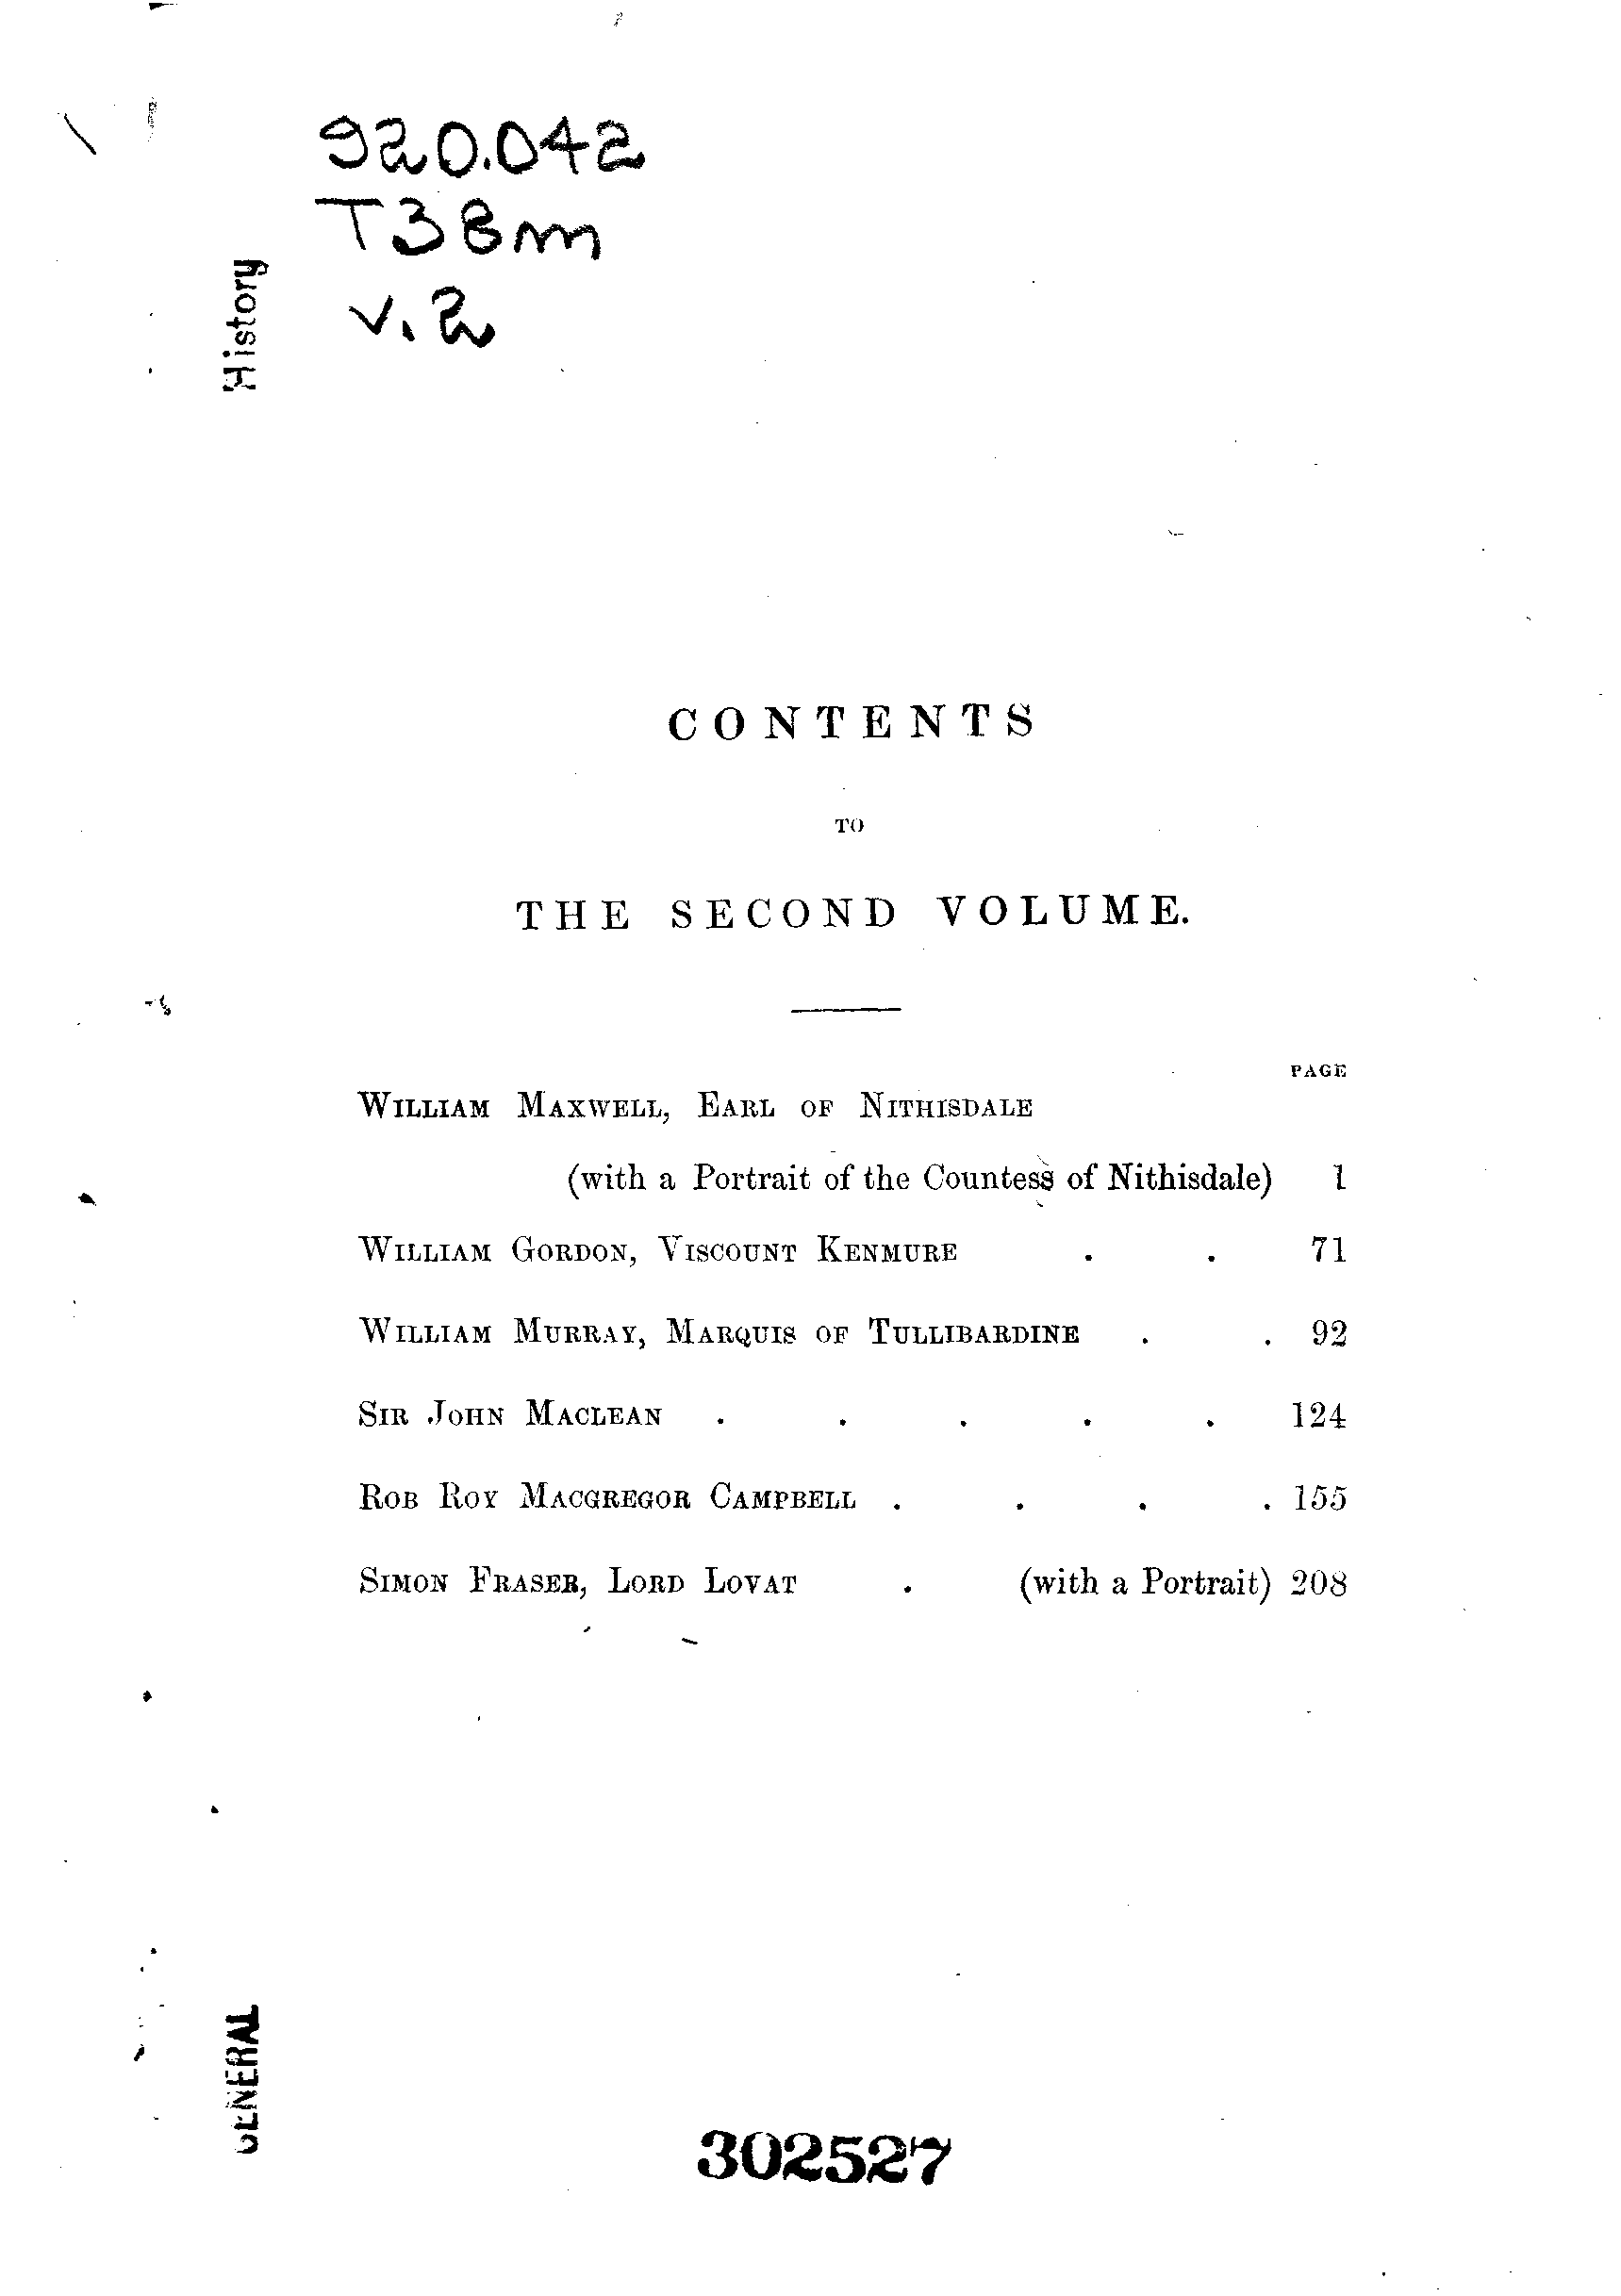 920.042
T38m
v.2
History
CONTENTS
TO
THE SECOND VOLUME.
PAGE
WILLIAM MAXWELL, EARL OF NITHISDALE
(with a Portrait of the Countess of Nithisdale) 1
WILLIAM GORDON, VISCOUNT KENMURE . . 71
WILLIAM MURRAY, MARQUIS OF TULLIBARDINE . . 92
SIR JOHN MACLEAN . . . . . 124
ROB ROY MACGREGOR CAMPBELL . . . . 155
SIMON FRASER, LORD LOVAT . (with a Portrait) 208
GENERAL
302527